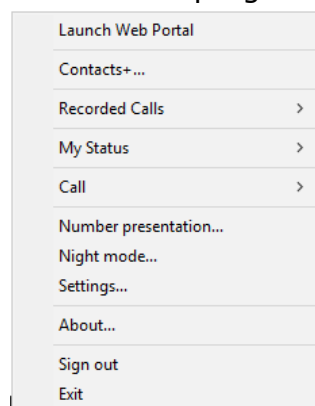 Launch Web Portal
Contacts+...
Recorded Calls
My Status
Call
Number presentation...
Night mode...
Settings...
About...
Sign out
Exit